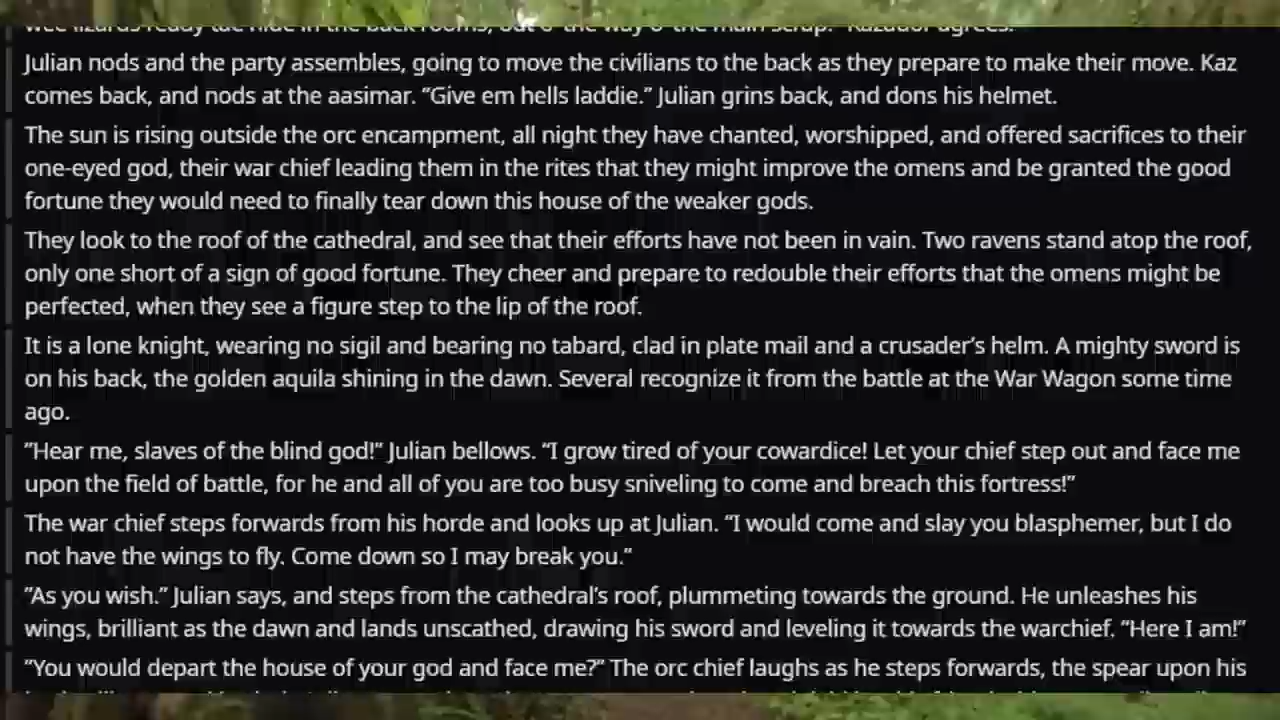 wee lizards ready tae hide in the back rooms, out o' the way o' the main scrap." Kazador agrees.
Julian nods and the party assembles, going to move the civilians to the back as they prepare to make their move. Kaz
comes back, and nods at the aasimar. “Give em hells laddie.” Julian grins back, and dons his helmet.
The sun is rising outside the orc encampment, all night they have chanted, worshipped, and offered sacrifices to their
one-eyed god, their war chief leading them in the rites that they might improve the omens and be granted the good
fortune they would need to finally tear down this house of the weaker gods.
They look to the roof of the cathedral, and see that their efforts have not been in vain. Two ravens stand atop the roof,
only one short of a sign of good fortune. They cheer and prepare to redouble their efforts that the omens might be
perfected, when they see a figure step to the lip of the roof.
It is a lone knight, wearing no sigil and bearing no tabard, clad in plate mail and a crusader’s helm. A mighty sword is
on his back, the golden aquila shining in the dawn. Several recognize it from the battle at the War Wagon some time
ago.
“Hear me, slaves of the blind god!” Julian bellows. “I grow tired of your cowardice! Let your chief step out and face me
upon the field of battle, for he and all of you are too busy sniveling to come and breach this fortress!”
The war chief steps forwards from his horde and looks up at Julian. “I would come and slay you blasphemer, but I do
not have the wings to fly. Come down so I may break you.”
“As you wish.” Julian says, and steps from the cathedral’s roof, plummeting towards the ground. He unleashes his
wings, brilliant as the dawn and lands unscathed, drawing his sword and leveling it towards the warchief. “Here I am!”
“You would depart the house of your god and face me?” The orc chief laughs as he steps forwards, the spear upon his